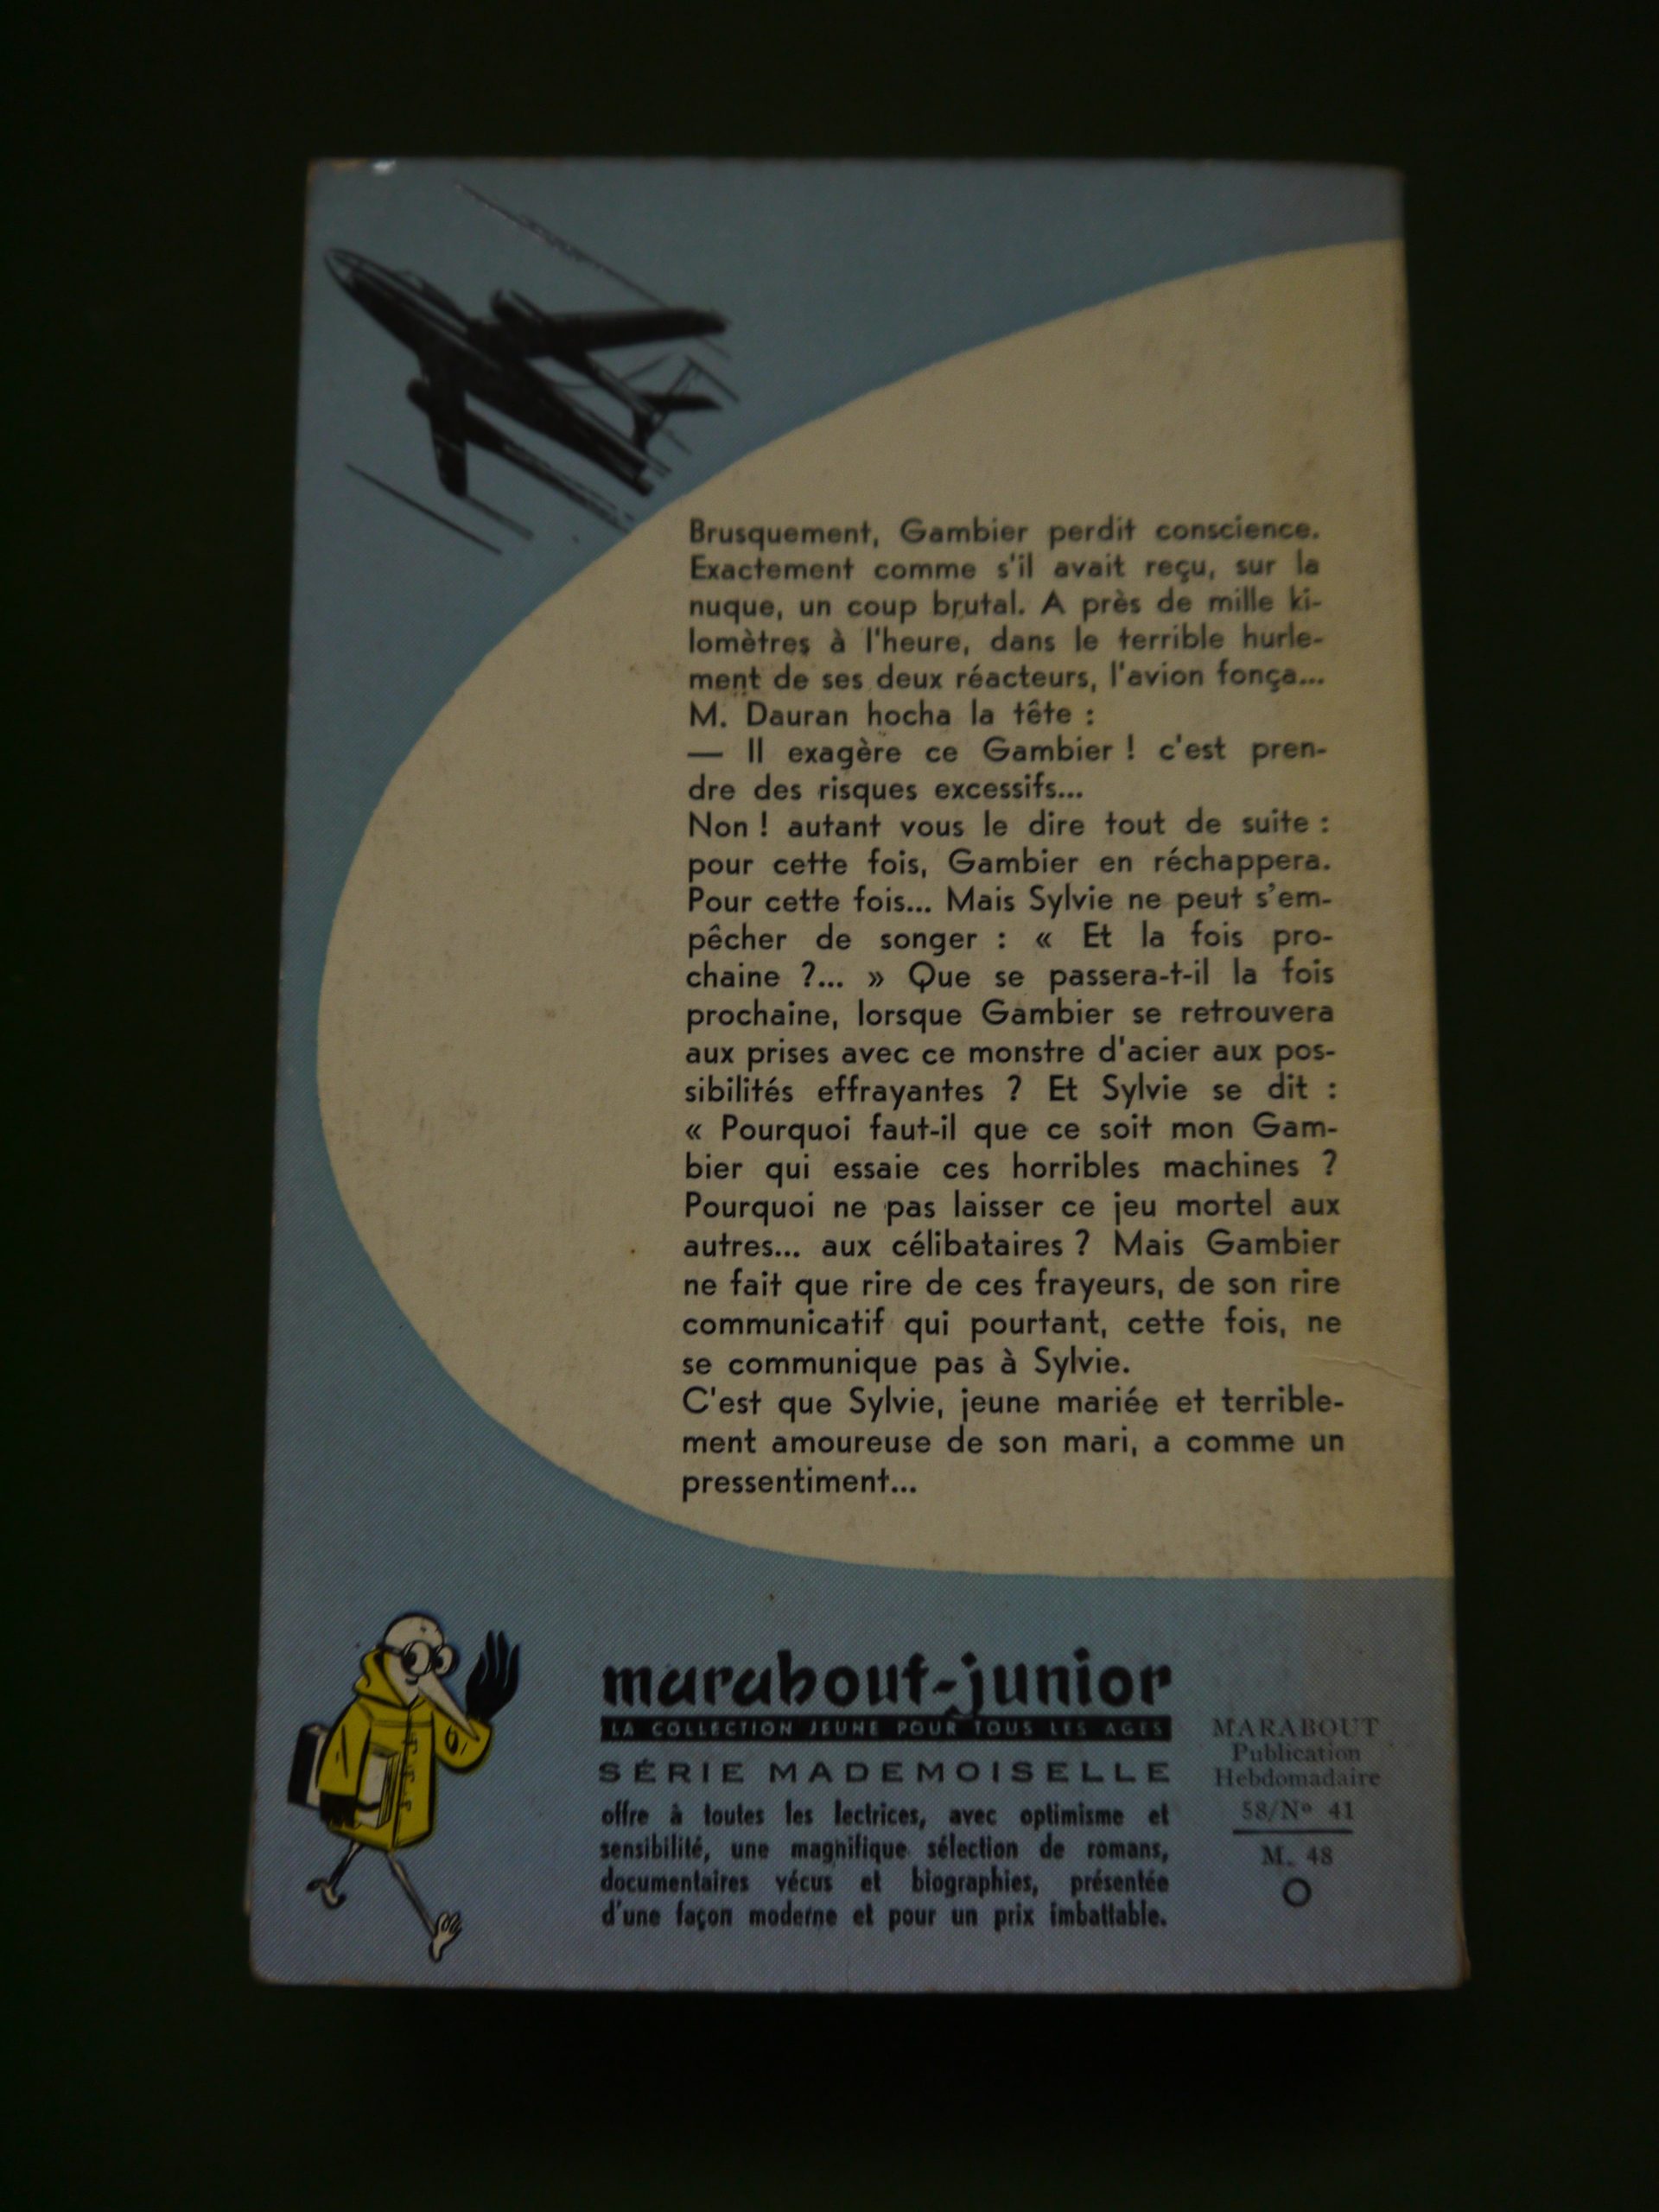 Brusquement, Gambier perdit conscience.
Exactement comme s'il avait reçu, sur la
nuque, un coup brutal. A près de mille ki-
lomètres à l'heure, dans le terrible hurle-
ment de ses deux réacteurs, l'avion fonça...
M. Dauran hocha la tête :
— Il exagère ce Gambier ! c'est pren-
dre des risques excessifs...
Non ! autant vous le dire tout de suite :
pour cette fois, Gambier en réchappera.
Pour cette fois... Mais Sylvie ne peut s'em-
pêcher de songer : « Et la fois pro-
chaine ?... » Que se passera-t-il la fois
prochaine, lorsque Gambier se retrouvera
aux prises avec ce monstre d'acier aux pos-
sibilités effrayantes ? Et Sylvie se dit :
« Pourquoi faut-il que ce soit mon Gam-
bier qui essaie ces horribles machines ?
Pourquoi ne pas laisser ce jeu mortel aux
autres... aux célibataires ? Mais Gambier
ne fait que rire de ces frayeurs, de son rire
communicatif qui pourtant, cette fois, ne
se communique pas à Sylvie.
C'est que Sylvie, jeune mariée et terrible-
ment amoureuse de son mari, a comme un
pressentiment...
marabout-junior
LA COLLECTION JEUNE POUR TOUS LES AGES
SÉRIE MADEMOISELLE
offre à toutes les lectrices, avec optimisme et
sensibilité, une magnifique sélection de romans,
documentaires vécus et biographies, présentée
d'une façon moderne et pour un prix imbattable.
MARABOUT
Publication
Hebdomadaire
58/Nº 41
M. 48
O